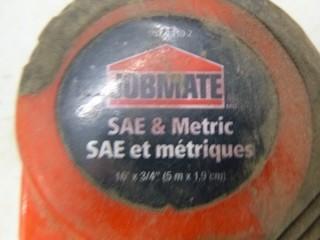 JOBMATE
SAE & Metric
SAE et métriques
16' x 3/4" (5 m x 1.9 cm)